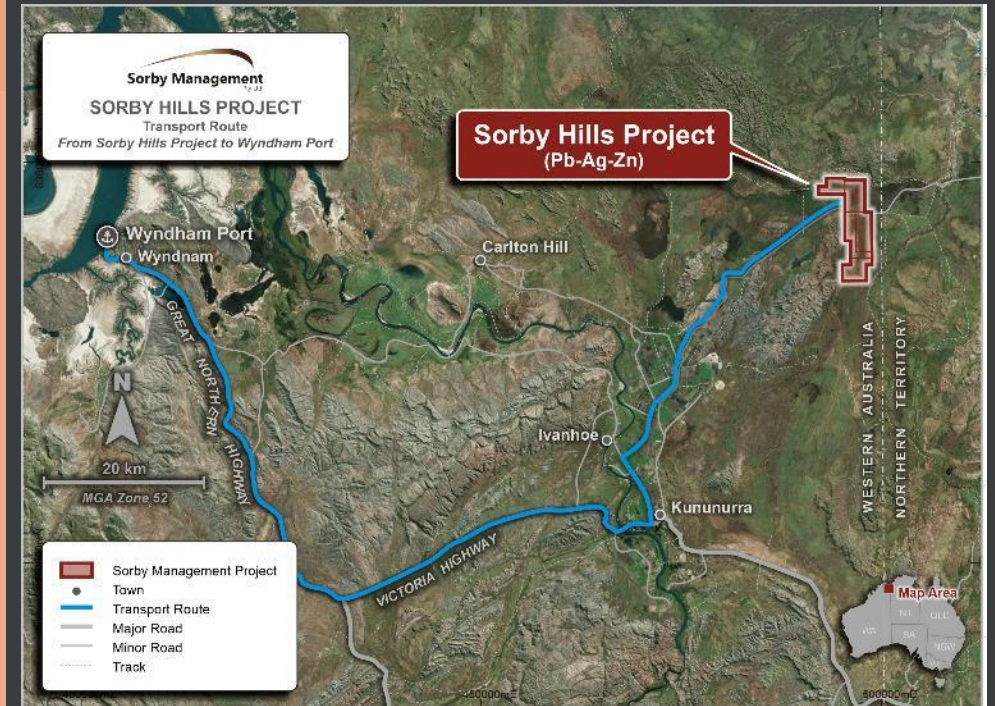 Sorby Management
Pty Ltd
SORBY HILLS PROJECT
Transport Route
From Sorby Hills Project to Wyndham Port
Sorby Hills Project
(Pb-Ag-Zn)
Wyndham Port
Wyndnam
Carlton Hill
GREAT NORTHERN HIGHWAY
N
20 km
MGA Zone 52
Ivanhoe
Kununurra
VICTORIA HIGHWAY
WESTERN AUSTRALIA
NORTHERN TERRITORY
Sorby Management Project
Town
Transport Route
Major Road
Minor Road
Track
Map Area
WA
NT
QLD
SA
NSW
450000mE
500000mE